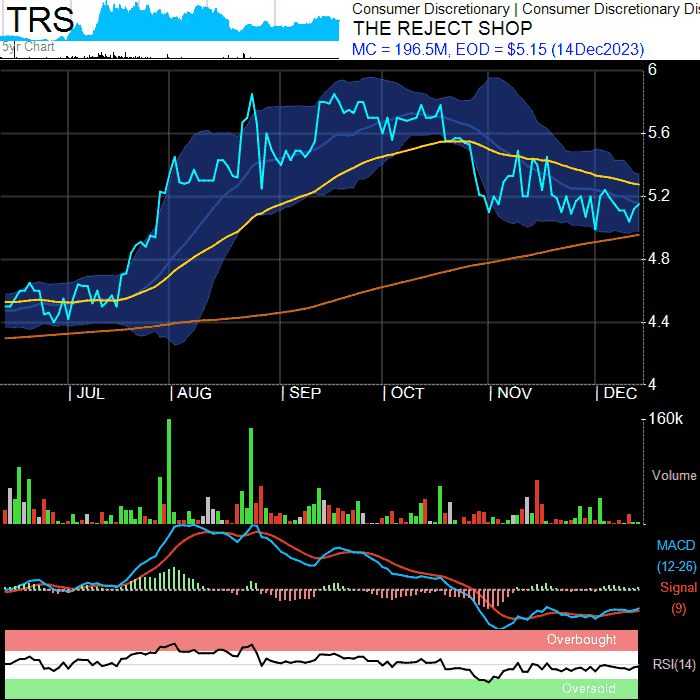 TRS
5yr Chart
Consumer Discretionary | Consumer Discretionary Dis
THE REJECT SHOP
MC = 196.5M, EOD = $5.15 (14Dec2023)
6
5.6
5.2
4.8
4.4
4
JUL AUG SEP OCT NOV DEC
160k
Volume
MACD
(12-26)
Signal
(9)
Overbought
RSI(14)
Oversold